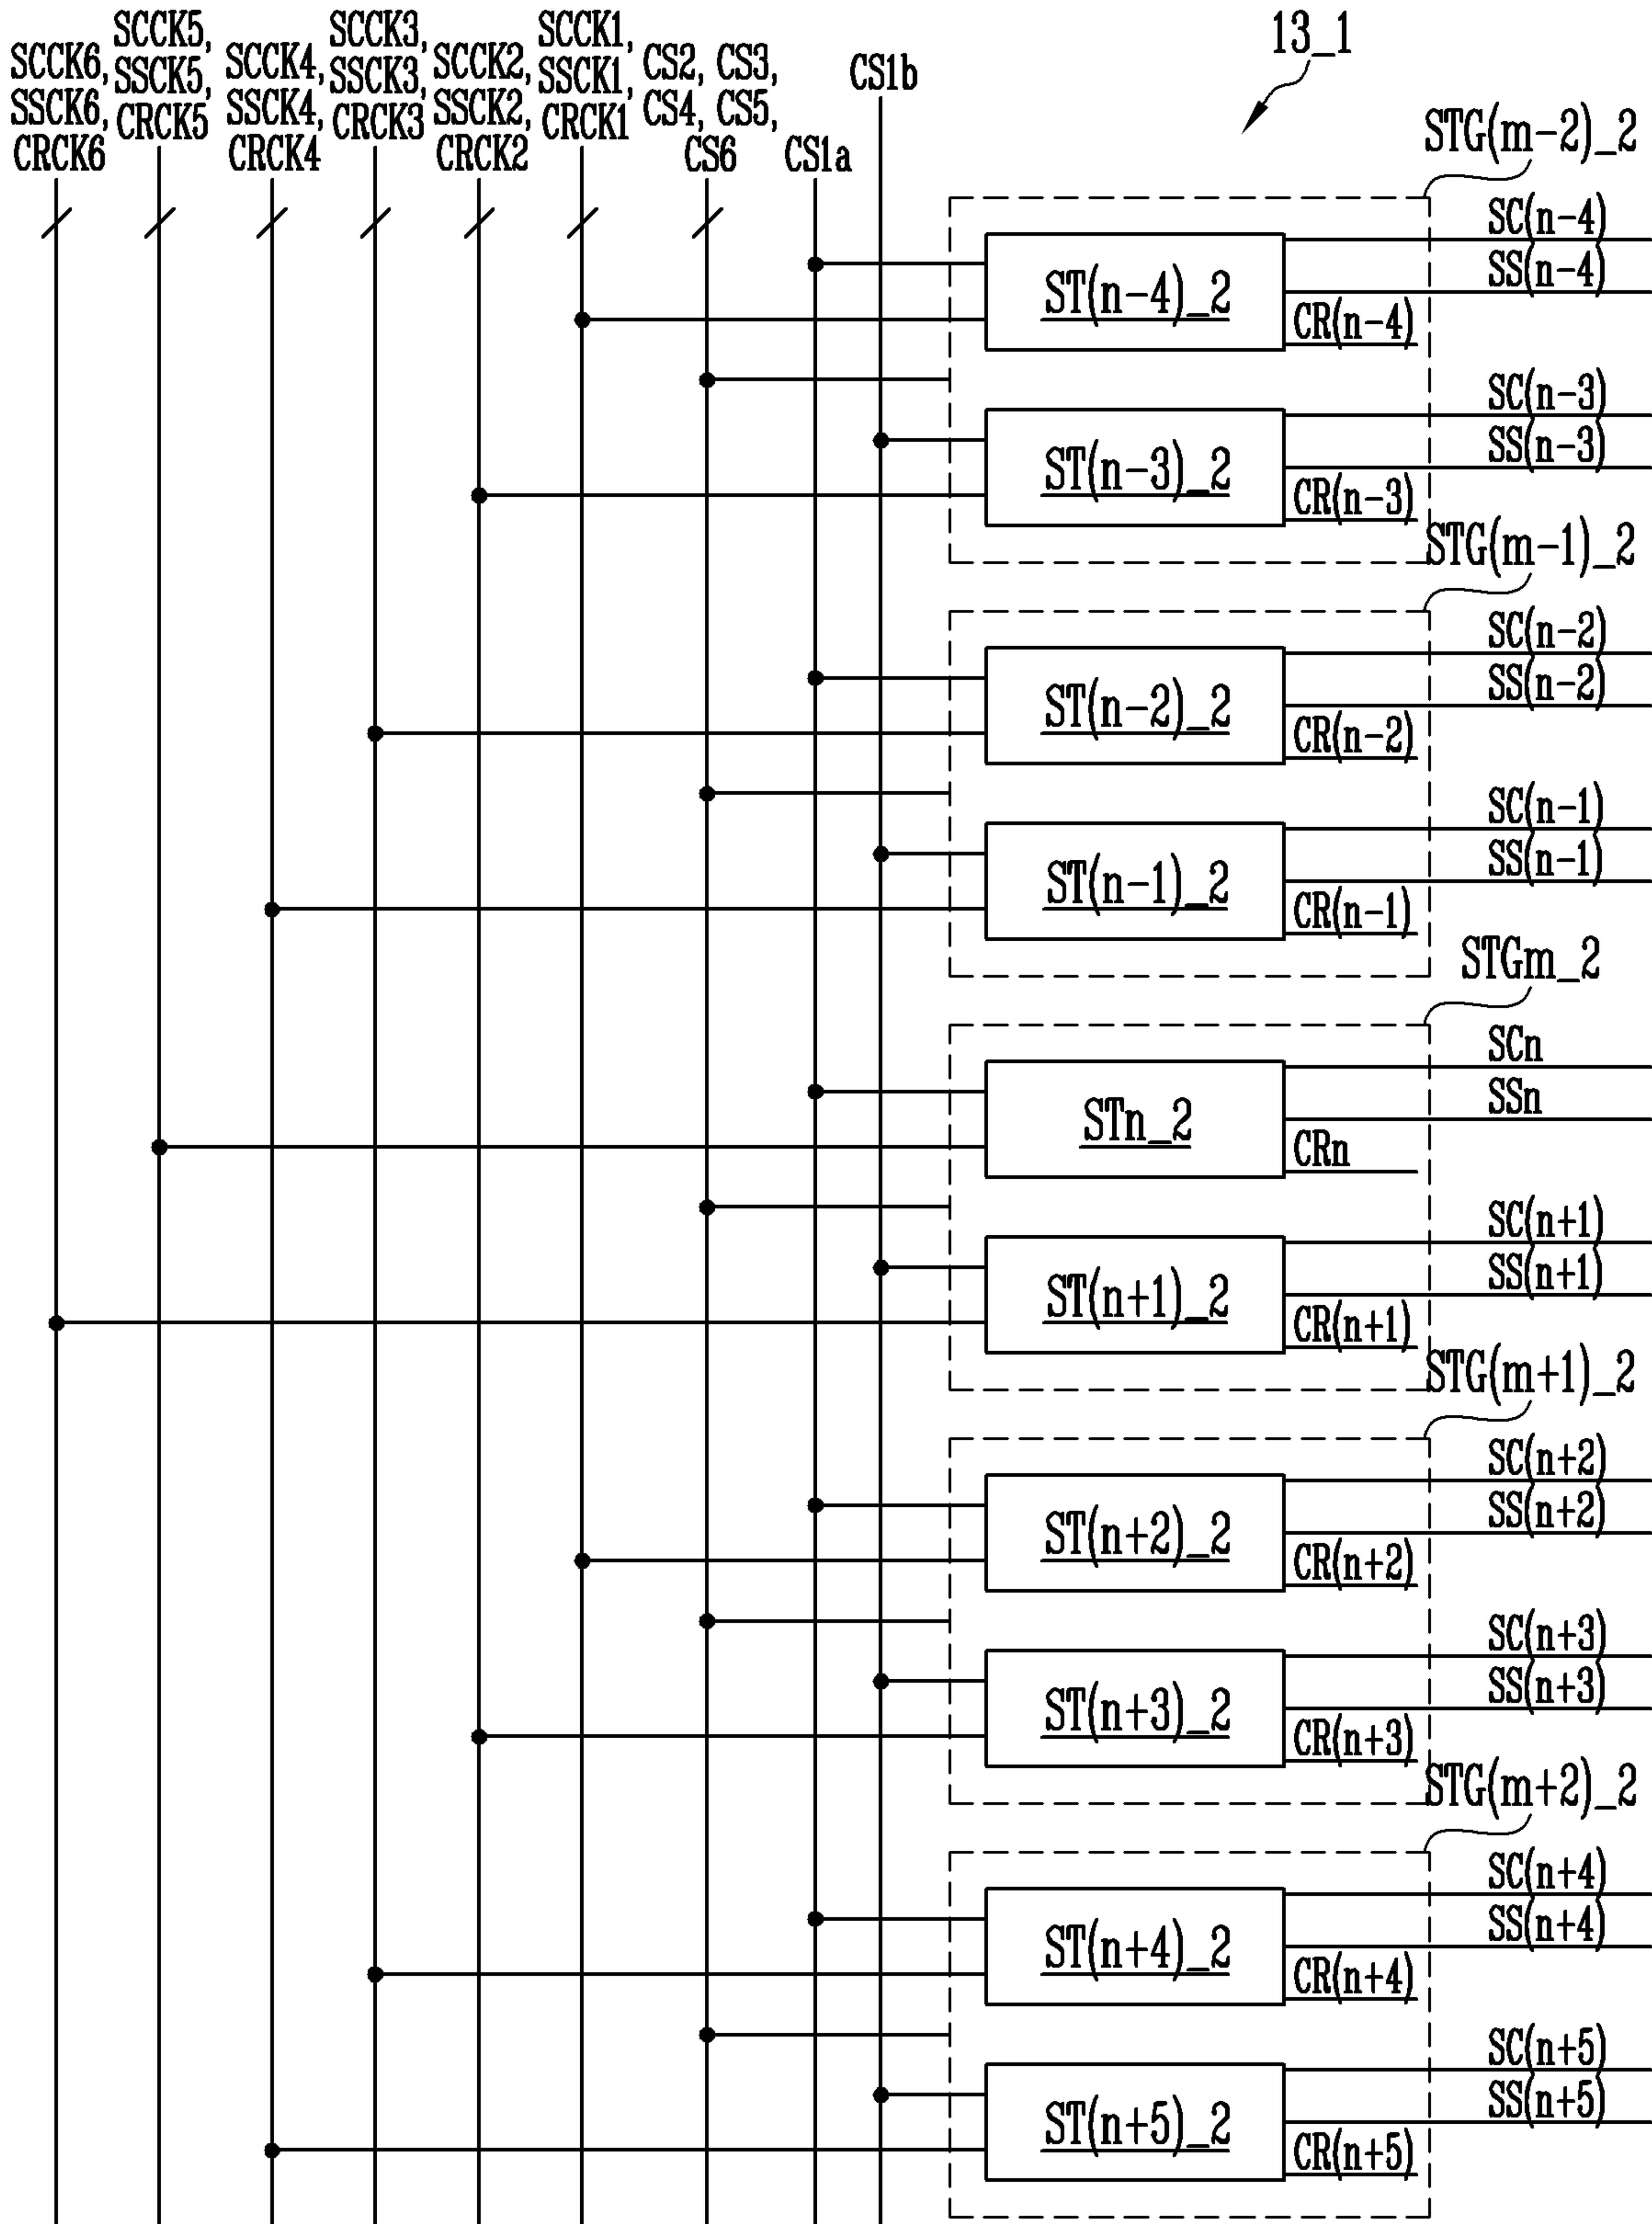 SCCK6,
SSCK6,
CRCK6
SCCK5,
SSCK5,
CRCK5
SCCK4,
SSCK4,
CRCK4
SCCK3,
SSCK3,
CRCK3
SCCK2,
SSCK2,
CRCK2
SCCK1,
SSCK1,
CRCK1
CS2, CS3,
CS4, CS5,
CS6
CS1a
CS1b
13_1
STG(m-2)_2
SC(n-4)
SS(n-4)
ST(n-4)_2
CR(n-4)
SC(n-3)
SS(n-3)
ST(n-3)_2
CR(n-3)
STG(m-1)_2
SC(n-2)
SS(n-2)
ST(n-2)_2
CR(n-2)
SC(n-1)
SS(n-1)
ST(n-1)_2
CR(n-1)
STGm_2
SCn
SSn
STn_2
CRn
SC(n+1)
SS(n+1)
ST(n+1)_2
CR(n+1)
STG(m+1)_2
SC(n+2)
SS(n+2)
ST(n+2)_2
CR(n+2)
SC(n+3)
SS(n+3)
ST(n+3)_2
CR(n+3)
STG(m+2)_2
SC(n+4)
SS(n+4)
ST(n+4)_2
CR(n+4)
SC(n+5)
SS(n+5)
ST(n+5)_2
CR(n+5)